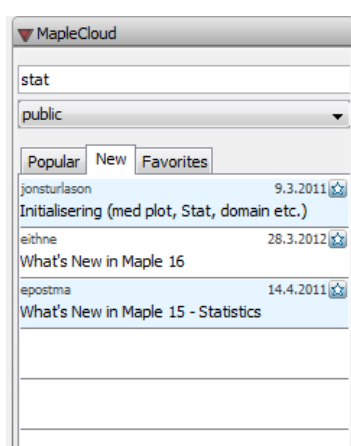 MapleCloud
stat
public
Popular New Favorites
jonsturlason 9.3.2011
Initialisering (med plot, Stat, domain etc.)
eithne 28.3.2012
What's New in Maple 16
epostma 14.4.2011
What's New in Maple 15 - Statistics